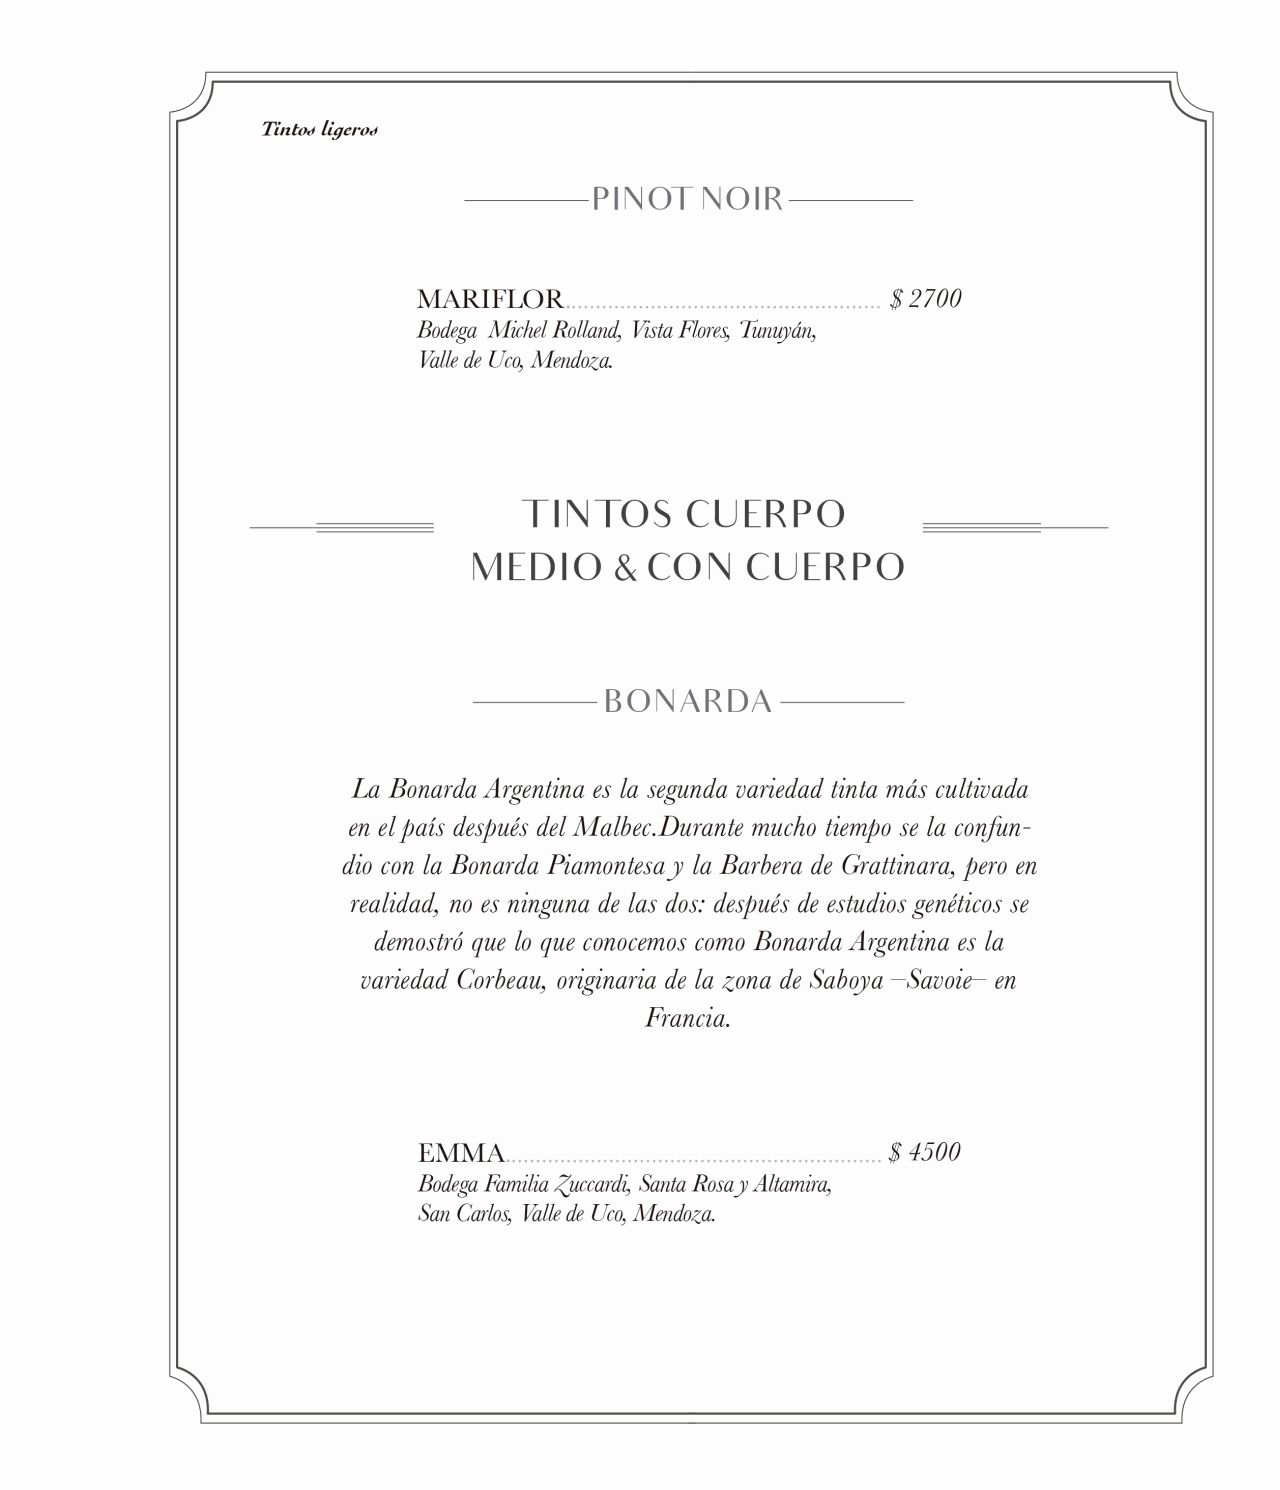 Tintos ligeros
PINOT NOIR
MARIFLOR.................................................... $ 2700
Bodega Michel Rolland, Vista Flores, Tunuyán,
Valle de Uco, Mendoza.
TINTOS CUERPO
MEDIO & CON CUERPO
BONARDA
La Bonarda Argentina es la segunda variedad tinta más cultivada
en el país después del Malbec.Durante mucho tiempo se la confun-
dio con la Bonarda Piamontesa y la Barbera de Grattinara, pero en
realidad, no es ninguna de las dos: después de estudios genéticos se
demostró que lo que conocemos como Bonarda Argentina es la
variedad Corbeau, originaria de la zona de Saboya –Savoie– en
Francia.
EMMA.............................................................. $ 4500
Bodega Familia Zuccardi, Santa Rosa y Altamira,
San Carlos, Valle de Uco, Mendoza.